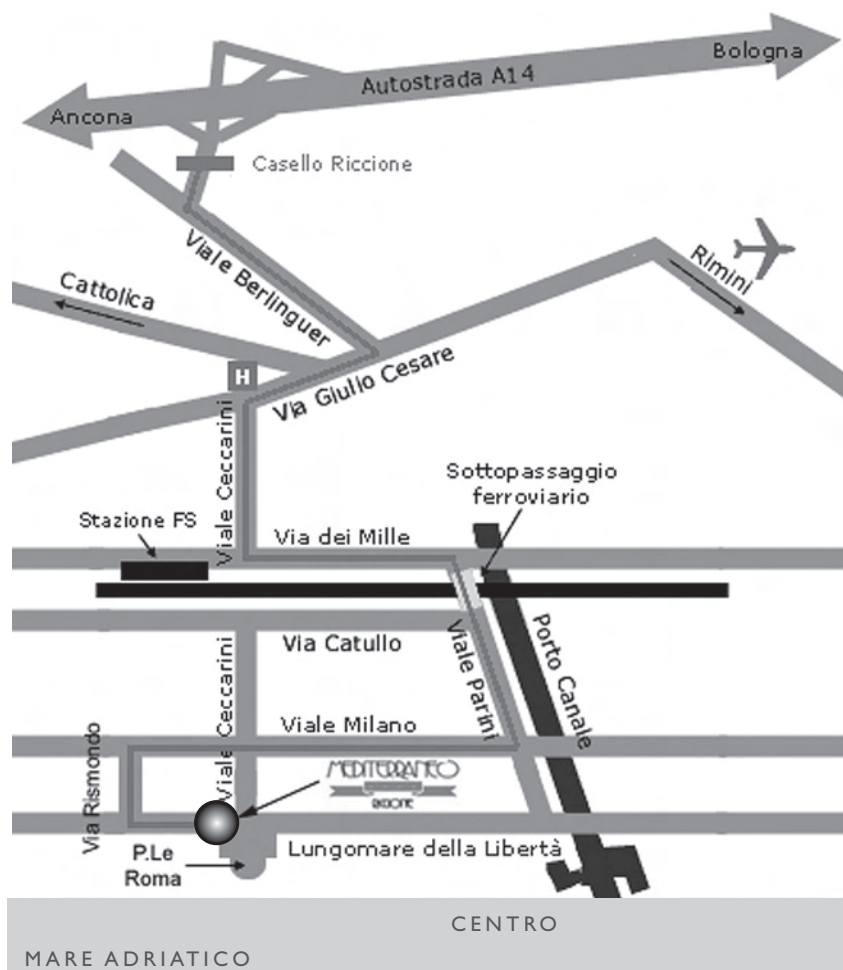 Bologna
Autostrada A14
Ancona
Casello Riccione
Viale Berlinguer
Rimini
Cattolica
H
Via Giulio Cesare
Viale Ceccarini
Sottopassaggio
ferroviario
Stazione FS
Via dei Mille
Via Catullo
Viale Parini
Porto Canale
Viale Ceccarini
Viale Milano
Via Rismondo
MEDITERRANEO
RICCIONE
P.Le
Roma
Lungomare della Libertà
CENTRO
MARE ADRIATICO